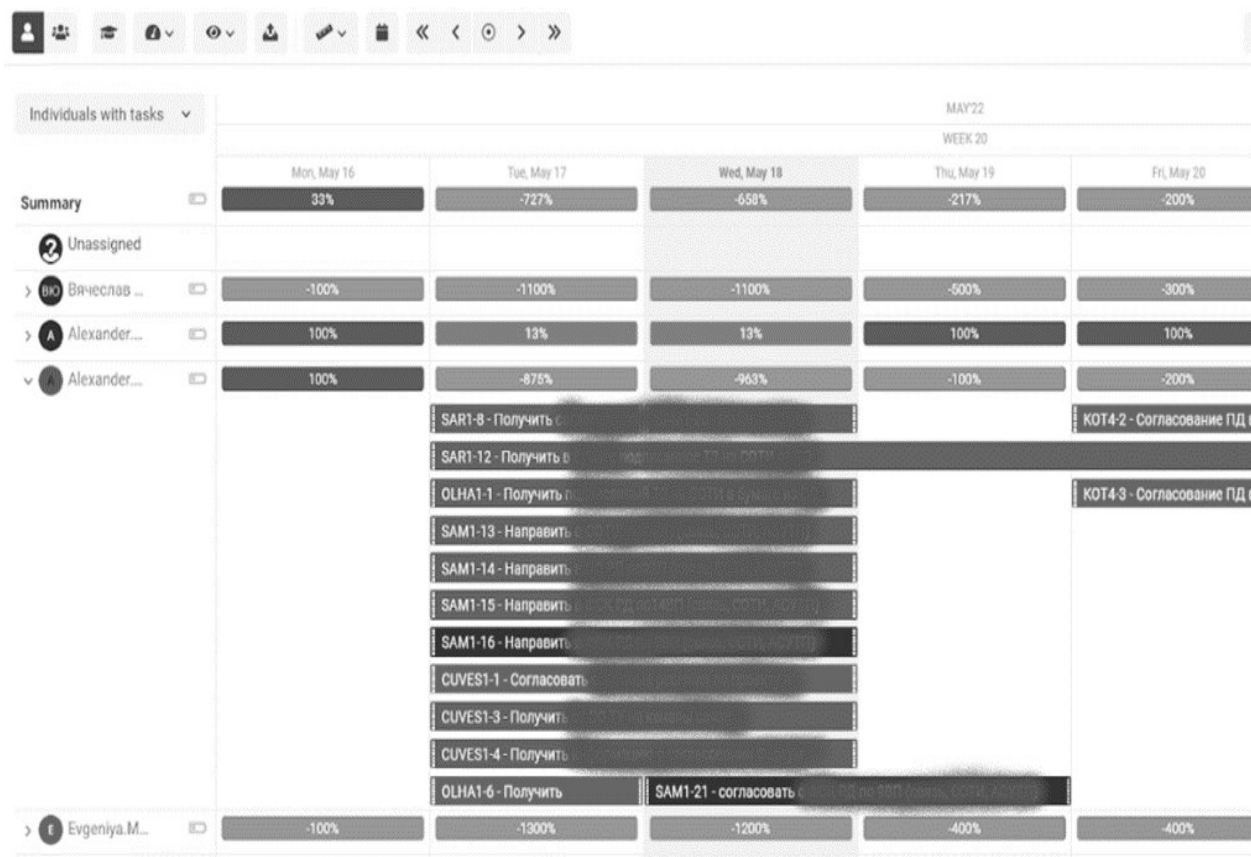 Individuals with tasks
MAY'22
WEEK 20
Mon, May 16 Tue, May 17 Wed, May 18 Thu, May 19 Fri, May 20
Summary 33% -727% -658% -217% -200%
Unassigned
ВЮ Вячеслав ... -100% -1100% -1100% -500% -300%
A Alexander.... 100% 13% 13% 100% 100%
A Alexander.... 100% -875% -963% -100% -200%
SAR1-8 - Получить КОТ4-2 - Согласование ПД
SAR1-12 - Получить в
OLHA1-1 - Получить КОТ4-3 - Согласование ПД
SAM1-13 - Направить
SAM1-14 - Направить
SAM1-15 - Направить
SAM1-16 - Направить
CUVES1-1 - Согласовать
CUVES1-3 - Получить
CUVES1-4 - Получить
OLHA1-6 - Получить SAM1-21 - согласовать
E Evgeniya.M... -100% -1300% -1200% -400% -400%